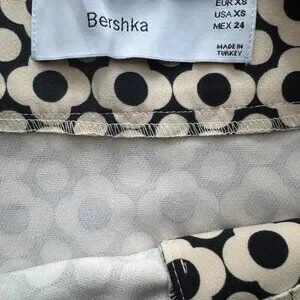 Bershka
EUR XS
USA XS
MEX 24
MADE IN
TURKEY